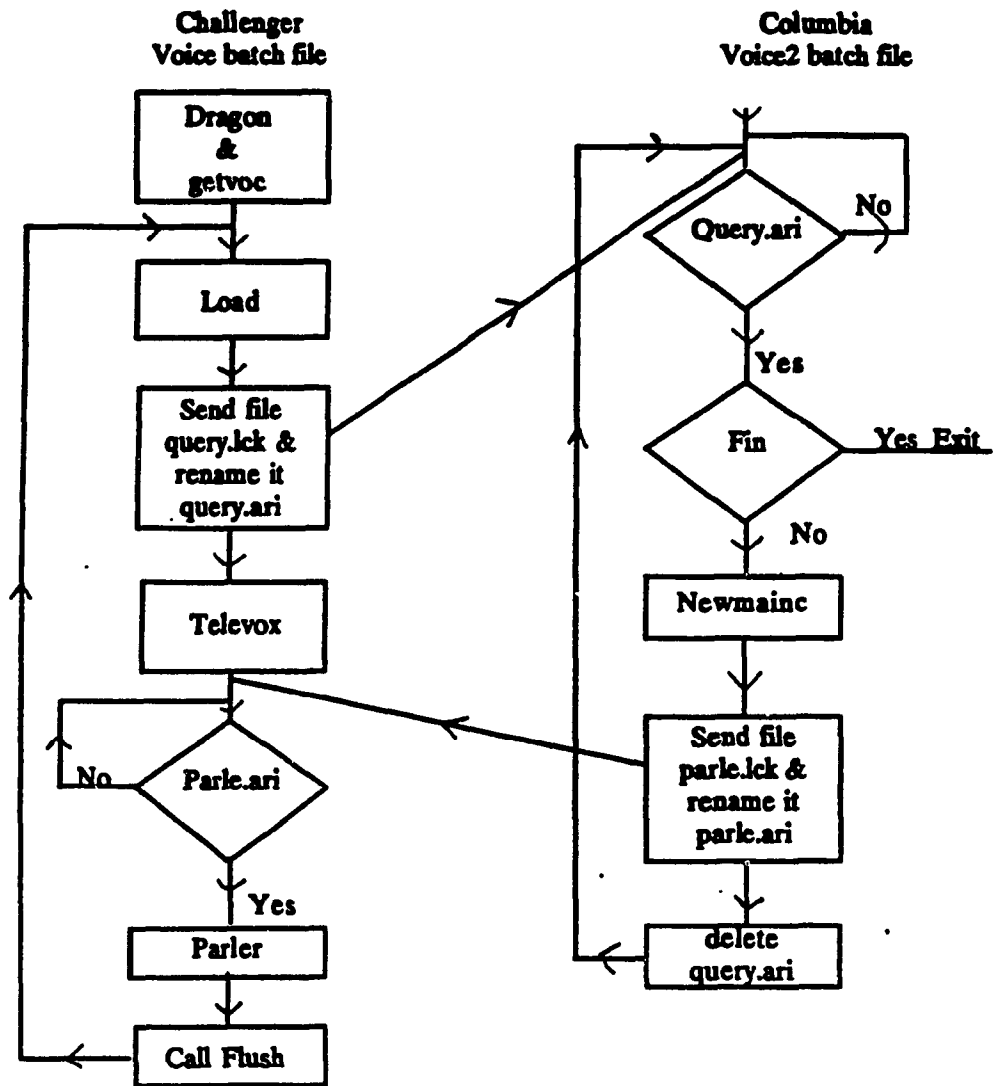 Challenger
Voice batch file
Dragon
&
getvoc
Load
Send file
query.lck &
rename it
query.ari
Televox
No
Parle.ari
Yes
Parler
Call Flush
Columbia
Voice2 batch file
No
Query.ari
Yes
Fin
Yes Exit
No
Newmainc
Send file
parle.lck &
rename it
parle.ari
delete
query.ari